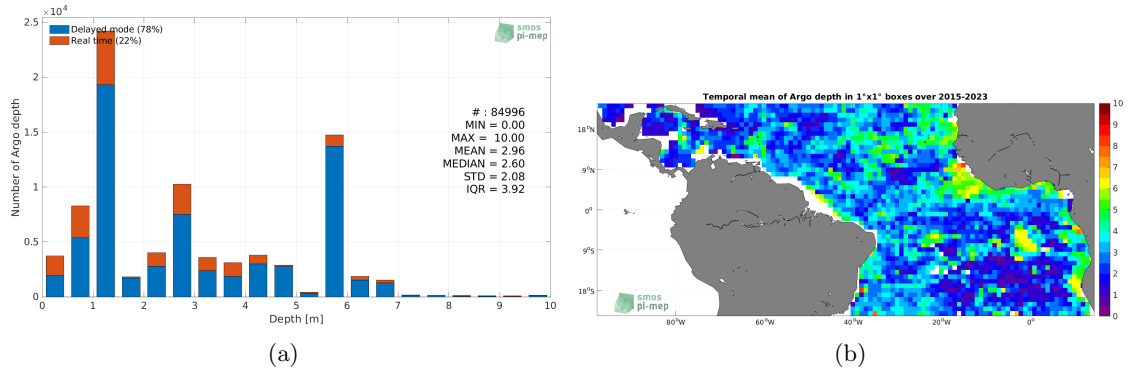 2.5 ×10⁴
Delayed mode (78%)
Real time (22%)
smos
pi-mep
2
1.5
1
0.5
0
Number of Argo depth
# : 84996
MIN = 0.00
MAX = 10.00
MEAN = 2.96
MEDIAN = 2.60
STD = 2.08
IQR = 3.92
0 1 2 3 4 5 6 7 8 9 10
Depth [m]
(a)
Temporal mean of Argo depth in 1°x1° boxes over 2015-2023
18°N
9°N
0°
9°S
18°S
80°W 60°W 40°W 20°W 0°
smos
pi-mep
10
9
8
7
6
5
4
3
2
1
0
(b)